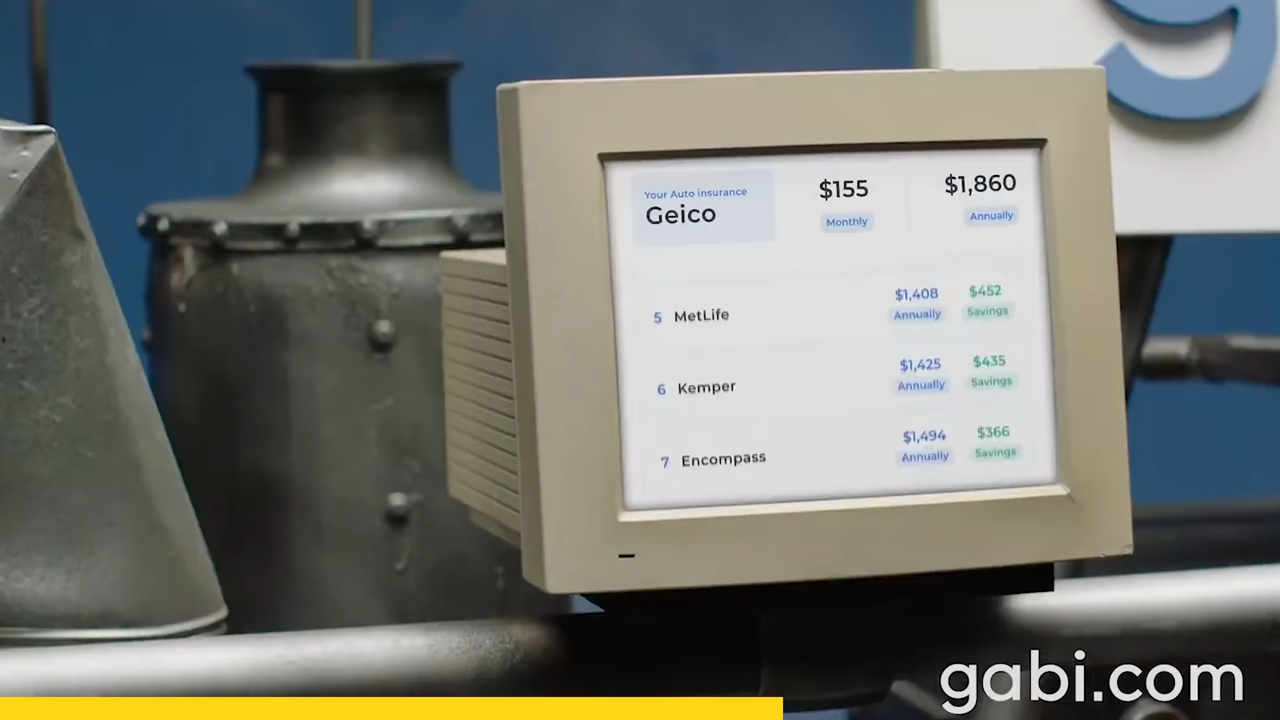 Your Auto insurance
Geico
$155
Monthly
$1,860
Annually
5 MetLife
$1,408
Annually
$452
Savings
6 Kemper
$1,425
Annually
$435
Savings
7 Encompass
$1,494
Annually
$366
Savings
g
gabi.com